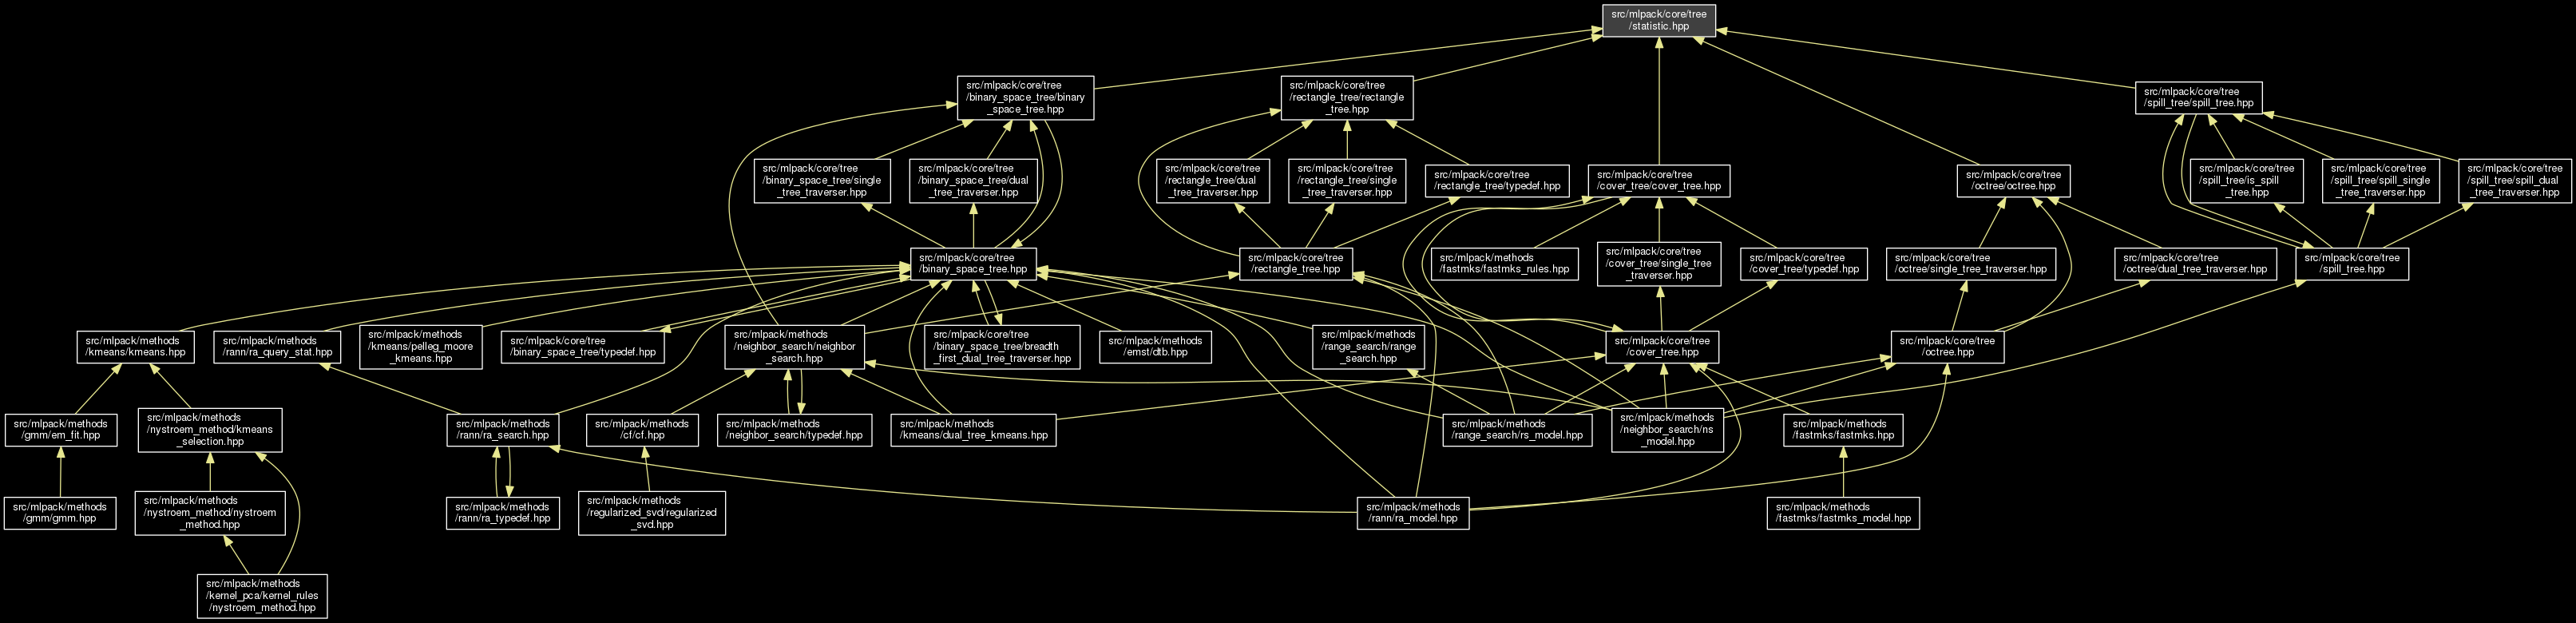 src/mlpack/core/tree
/statistic.hpp
src/mlpack/core/tree
/binary_space_tree/binary
_space_tree.hpp
src/mlpack/core/tree
/rectangle_tree/rectangle
_tree.hpp
src/mlpack/core/tree
/spill_tree/spill_tree.hpp
src/mlpack/core/tree
/binary_space_tree/single
_tree_traverser.hpp
src/mlpack/core/tree
/binary_space_tree/dual
_tree_traverser.hpp
src/mlpack/core/tree
/rectangle_tree/dual
_tree_traverser.hpp
src/mlpack/core/tree
/rectangle_tree/single
_tree_traverser.hpp
src/mlpack/core/tree
/rectangle_tree/typedef.hpp
src/mlpack/core/tree
/cover_tree/cover_tree.hpp
src/mlpack/core/tree
/octree/octree.hpp
src/mlpack/core/tree
/spill_tree/is_spill
_tree.hpp
src/mlpack/core/tree
/spill_tree/spill_single
_tree_traverser.hpp
src/mlpack/core/tree
/spill_tree/spill_dual
_tree_traverser.hpp
src/mlpack/core/tree
/binary_space_tree.hpp
src/mlpack/core/tree
/rectangle_tree.hpp
src/mlpack/methods
/fastmks/fastmks_rules.hpp
src/mlpack/core/tree
/cover_tree/single_tree
_traverser.hpp
src/mlpack/core/tree
/cover_tree/typedef.hpp
src/mlpack/core/tree
/octree/single_tree_traverser.hpp
src/mlpack/core/tree
/octree/dual_tree_traverser.hpp
src/mlpack/core/tree
/spill_tree.hpp
src/mlpack/methods
/kmeans/kmeans.hpp
src/mlpack/methods
/rann/ra_query_stat.hpp
src/mlpack/methods
/kmeans/pelleg_moore
_kmeans.hpp
src/mlpack/core/tree
/binary_space_tree/typedef.hpp
src/mlpack/methods
/neighbor_search/neighbor
_search.hpp
src/mlpack/core/tree
/binary_space_tree/breadth
_first_dual_tree_traverser.hpp
src/mlpack/methods
/emst/dtb.hpp
src/mlpack/methods
/range_search/range
_search.hpp
src/mlpack/core/tree
/cover_tree.hpp
src/mlpack/core/tree
/octree.hpp
src/mlpack/methods
/gmm/em_fit.hpp
src/mlpack/methods
/nystroem_method/kmeans
_selection.hpp
src/mlpack/methods
/rann/ra_search.hpp
src/mlpack/methods
/cf/cf.hpp
src/mlpack/methods
/neighbor_search/typedef.hpp
src/mlpack/methods
/kmeans/dual_tree_kmeans.hpp
src/mlpack/methods
/range_search/rs_model.hpp
src/mlpack/methods
/neighbor_search/ns
_model.hpp
src/mlpack/methods
/fastmks/fastmks.hpp
src/mlpack/methods
/gmm/gmm.hpp
src/mlpack/methods
/nystroem_method/nystroem
_method.hpp
src/mlpack/methods
/rann/ra_typedef.hpp
src/mlpack/methods
/regularized_svd/regularized
_svd.hpp
src/mlpack/methods
/rann/ra_model.hpp
src/mlpack/methods
/fastmks/fastmks_model.hpp
src/mlpack/methods
/kernel_pca/kernel_rules
/nystroem_method.hpp